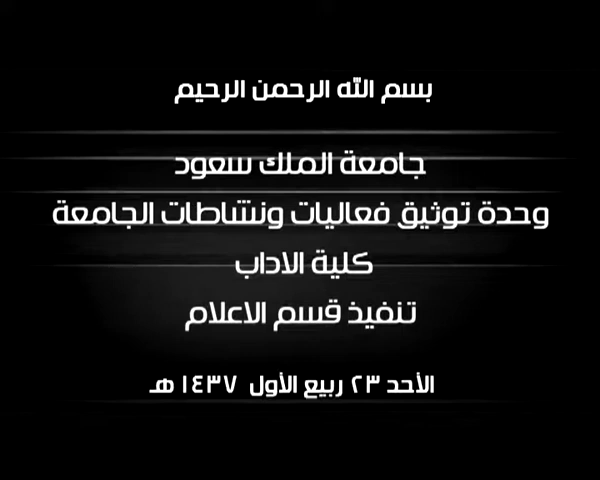 بسم الله الرحمن الرحيم
جامعة الملك سعود
وحدة توثيق فعاليات ونشاطات الجامعة
كلية الاداب
تنفيذ قسم الاعلام
الأحد ٢٣ ربيع الأول ١٤٣٧ هـ